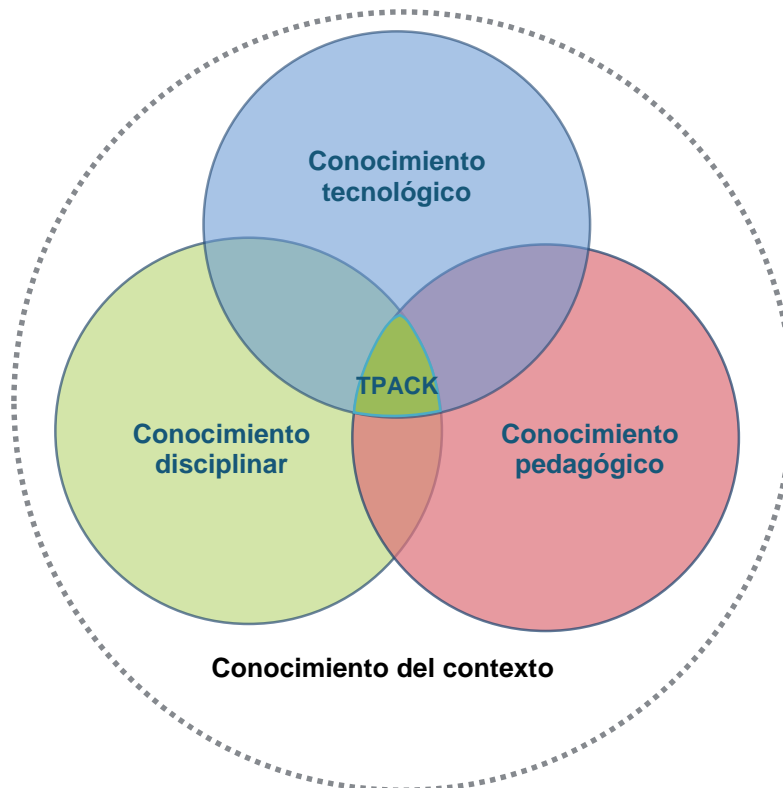 Conocimiento
tecnológico
TPACK
Conocimiento
disciplinar
Conocimiento
pedagógico
Conocimiento del contexto